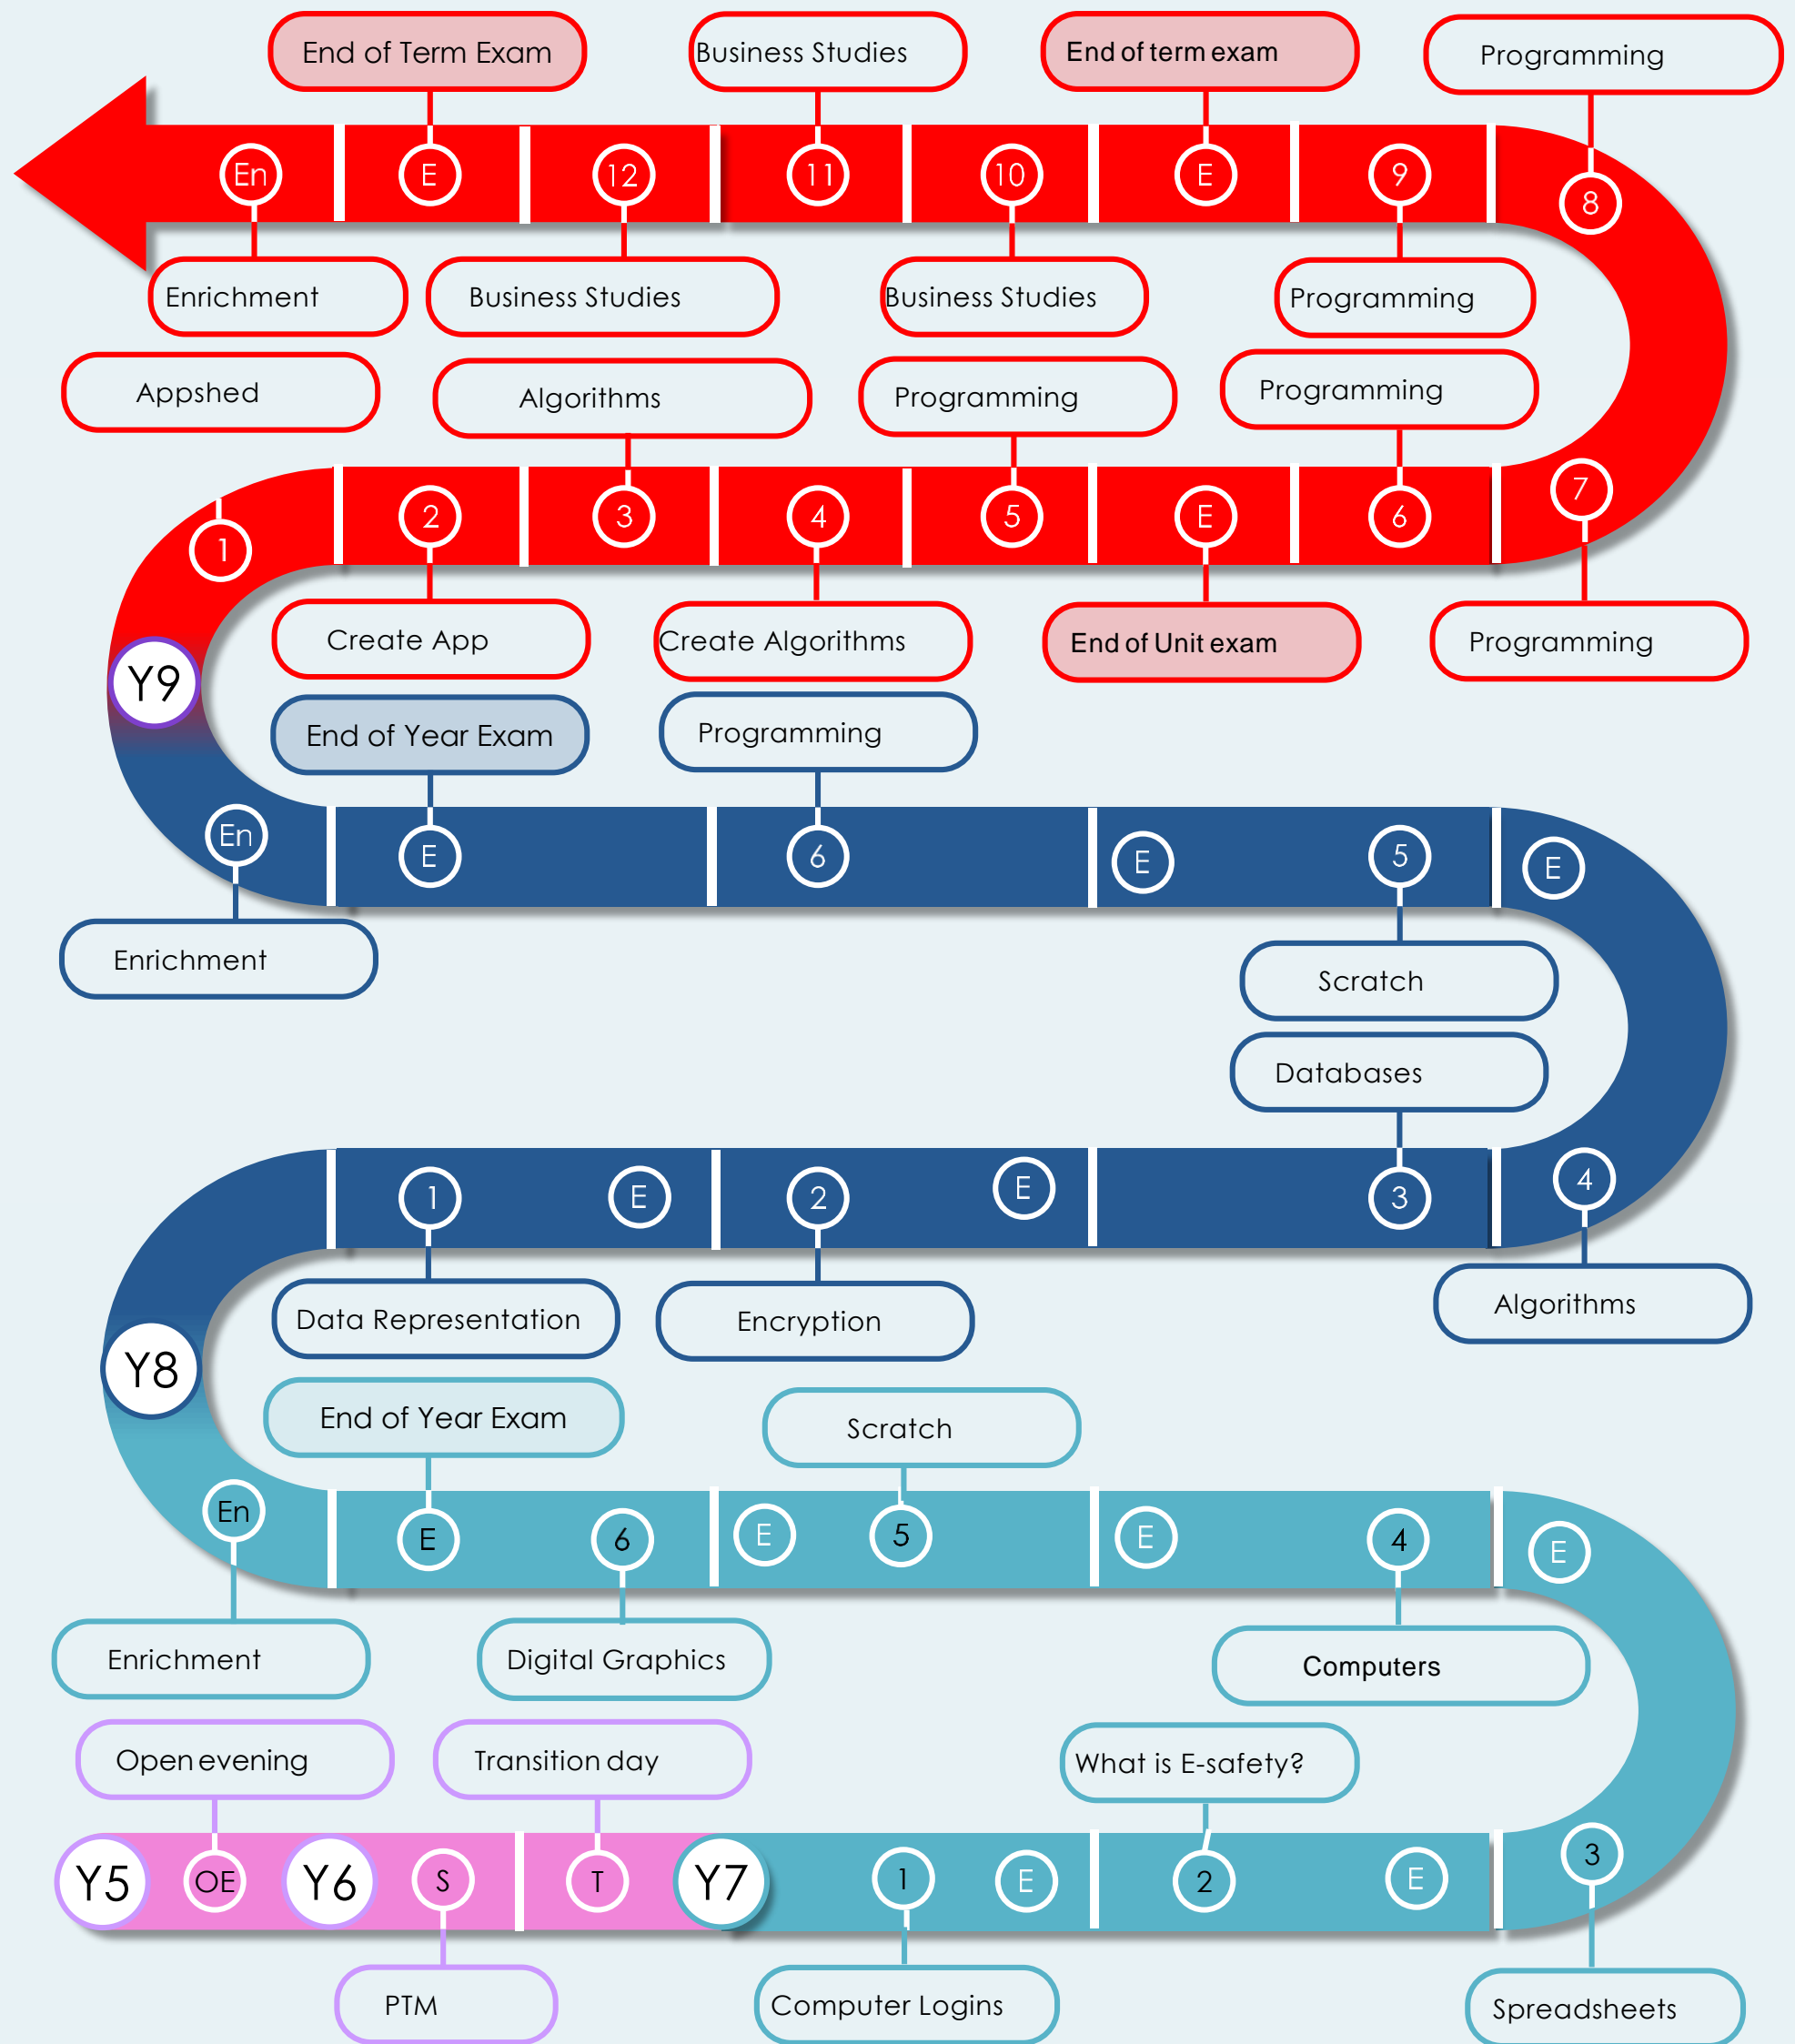 End of Term Exam
Business Studies
End of term exam
Programming
En
E
12
11
10
E
9
8
Enrichment
Business Studies
Business Studies
Programming
Appshed
Algorithms
Programming
Programming
1
2
3
4
5
E
6
7
Create App
Create Algorithms
End of Unit exam
Programming
Y9
End of Year Exam
Programming
En
E
6
E
5
E
Enrichment
Scratch
Databases
1
E
2
E
3
4
Data Representation
Encryption
Algorithms
Y8
End of Year Exam
Scratch
En
E
6
E
5
E
4
E
Enrichment
Digital Graphics
Computers
Open evening
Transition day
What is E-safety?
Y5
OE
Y6
S
T
Y7
1
E
2
E
3
PTM
Computer Logins
Spreadsheets